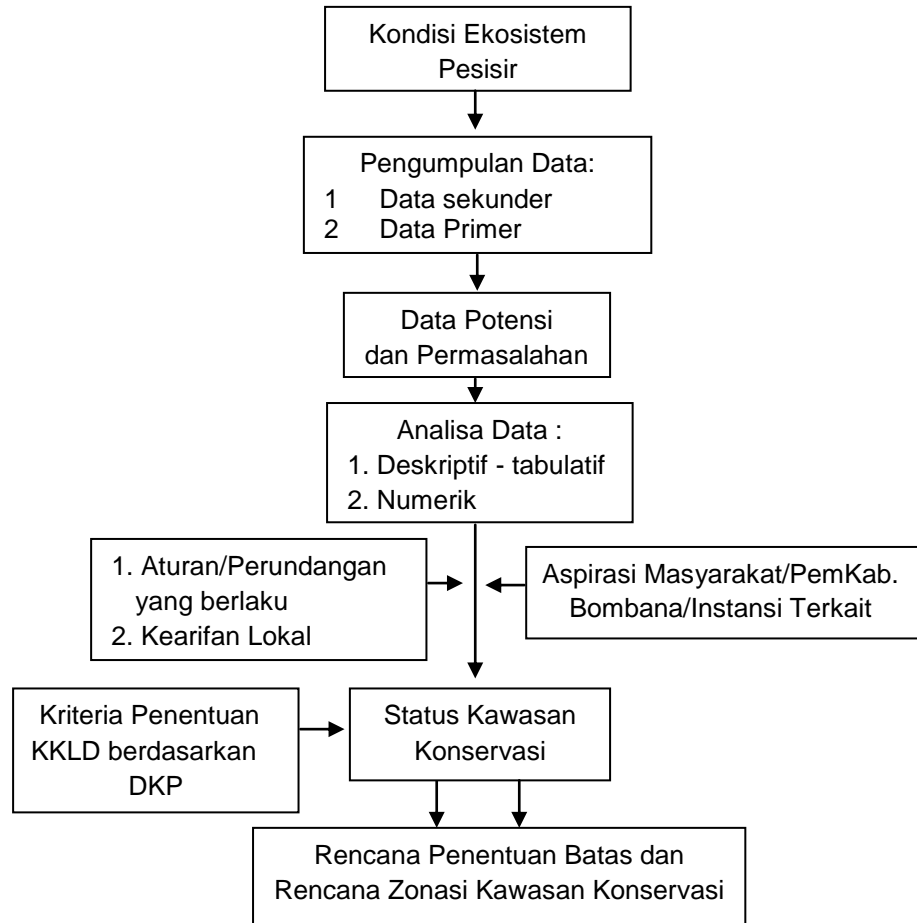 Kondisi Ekosistem
Pesisir
Pengumpulan Data:
1 Data sekunder
2 Data Primer
Data Potensi
dan Permasalahan
Analisa Data :
1. Deskriptif - tabulatif
2. Numerik
1. Aturan/Perundangan
yang berlaku
2. Kearifan Lokal
Aspirasi Masyarakat/PemKab.
Bombana/Instansi Terkait
Kriteria Penentuan
KKLD berdasarkan
DKP
Status Kawasan
Konservasi
Rencana Penentuan Batas dan
Rencana Zonasi Kawasan Konservasi